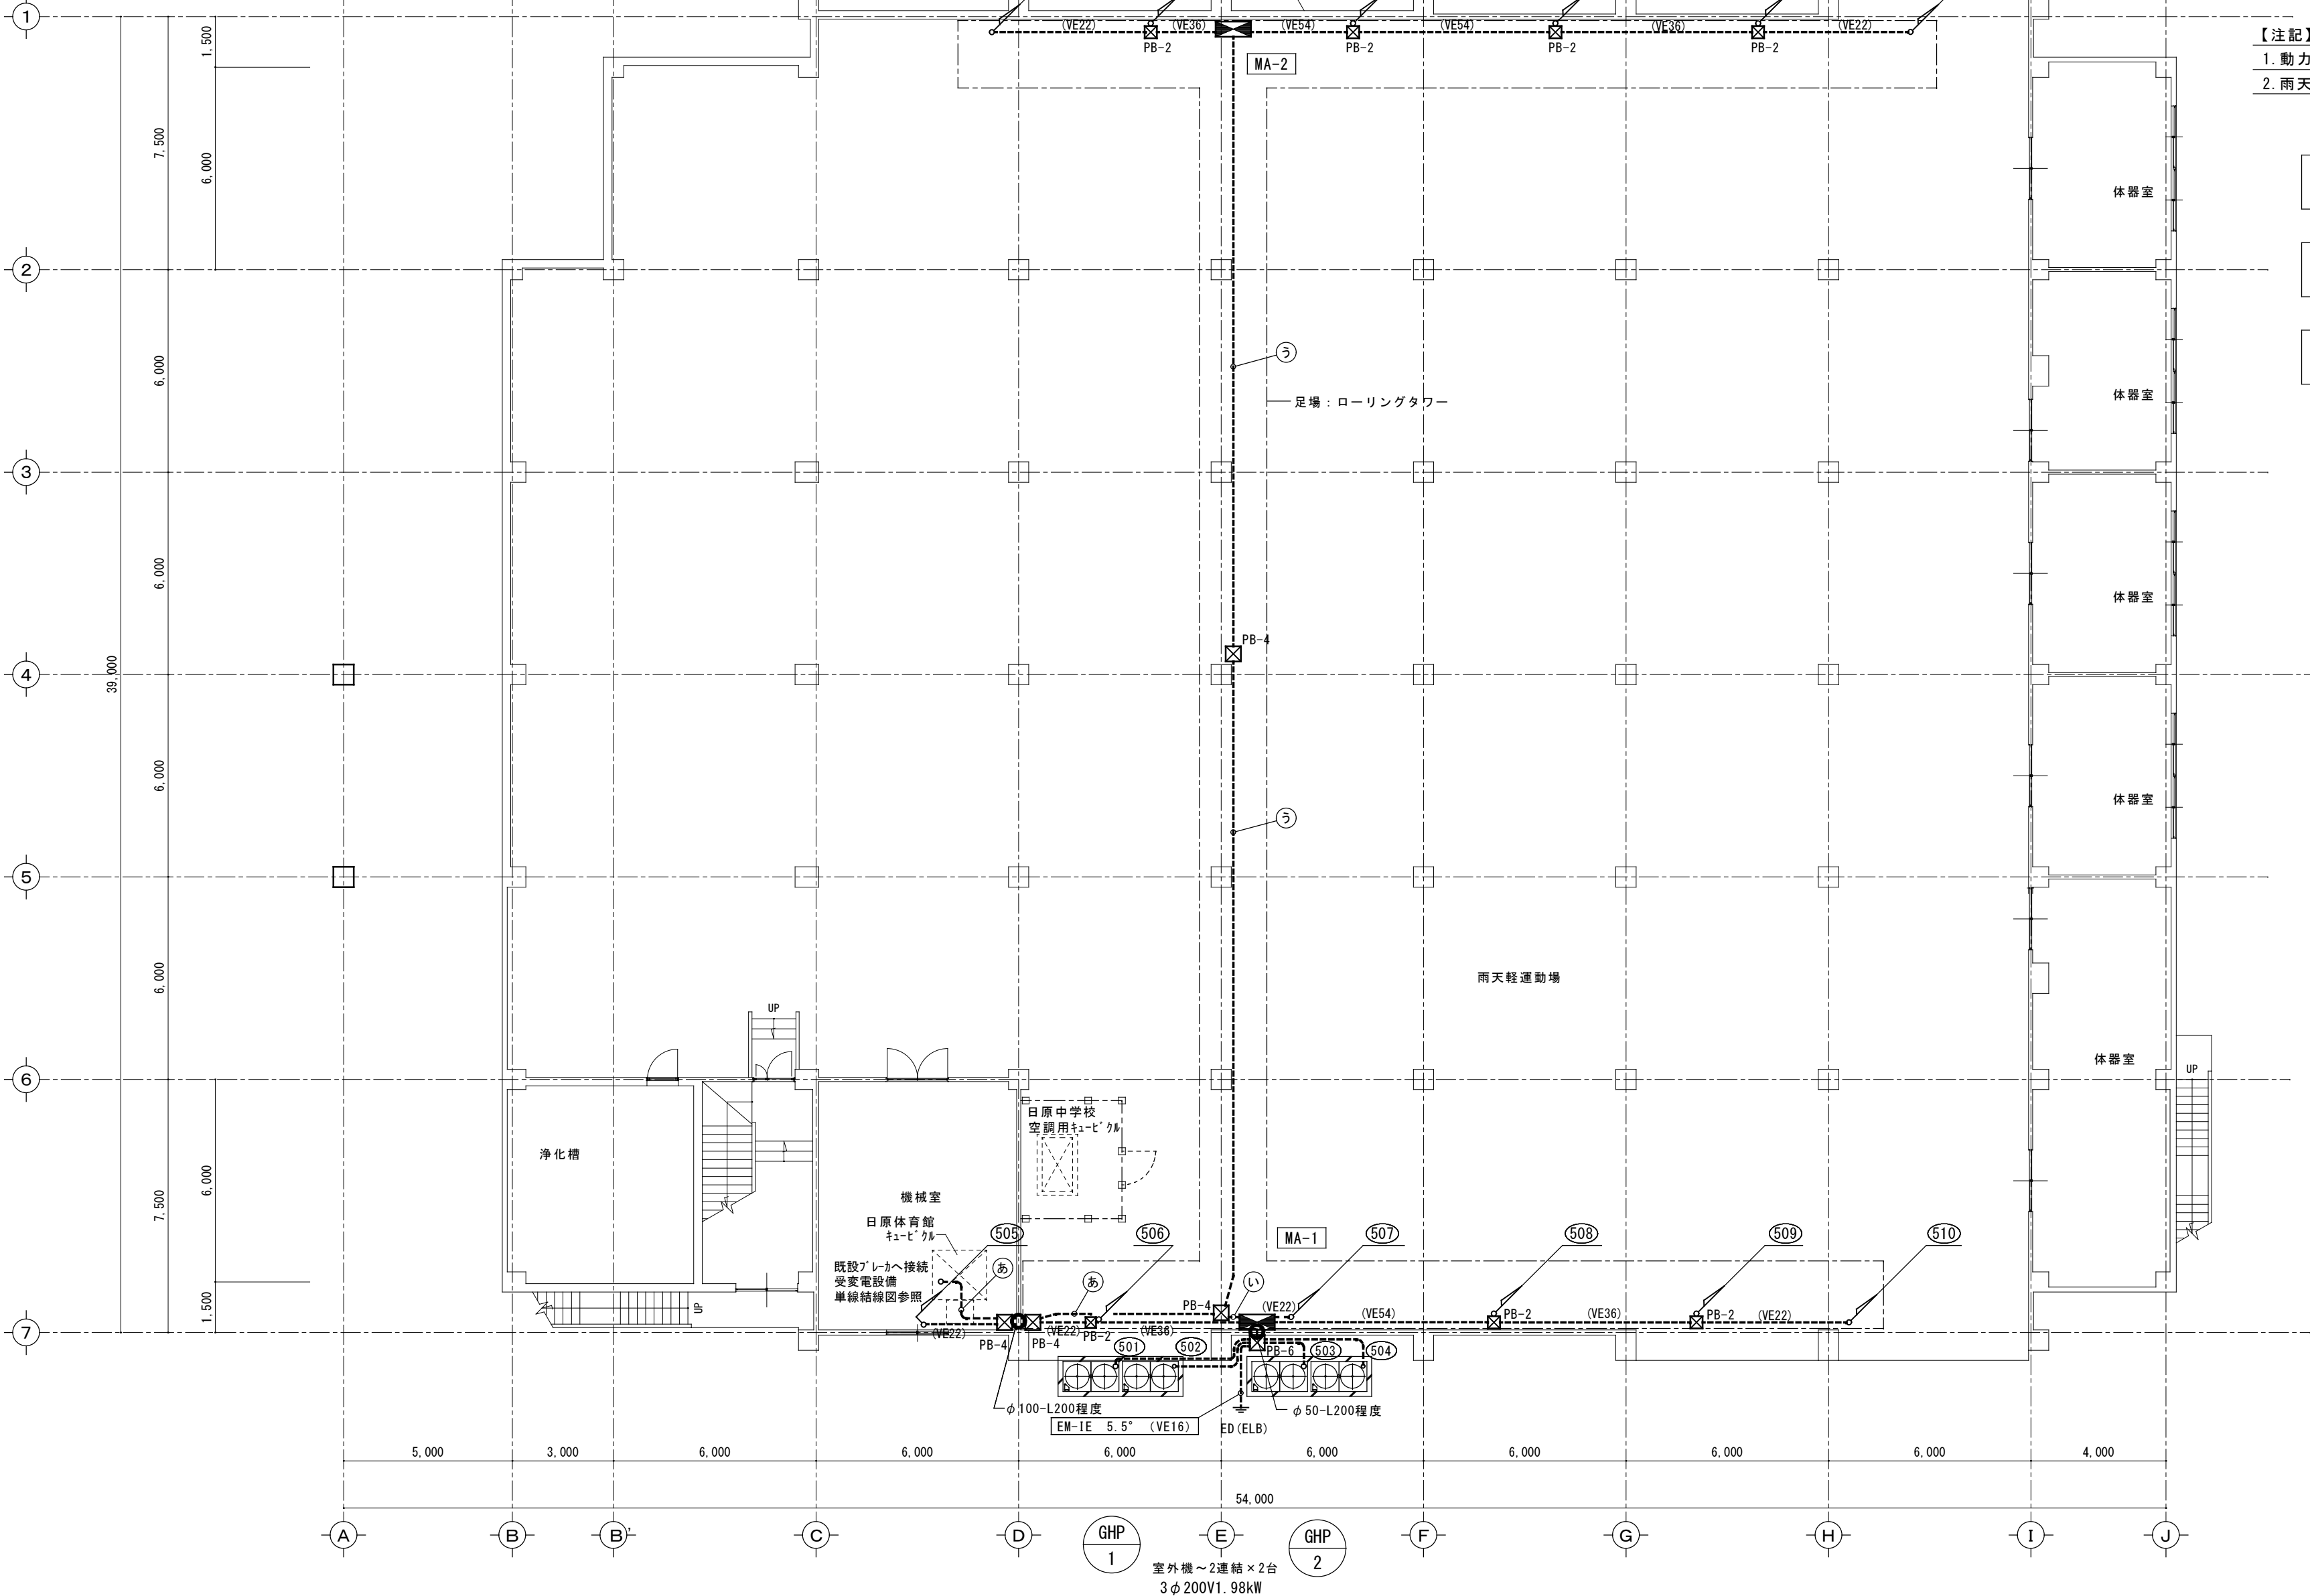 1
(VE22)
(VE36)
(VE54)
(VE54)
(VE36)
(VE22)
PB-2
PB-2
PB-2
PB-2
MA-2
【注記】
1.動力
2.雨天
1,500
7,500
6,000
体器室
2
う
6,000
足場：ローリングタワー
体器室
3
6,000
体器室
PB-4
4
39,000
6,000
体器室
う
5
6,000
雨天軽運動場
UP
体器室
6
UP
日原中学校
空調用ｷｭｰﾋﾞｸﾙ
浄化槽
6,000
7,500
機械室
日原体育館
ｷｭｰﾋﾞｸﾙ
505
506
MA-1
507
508
509
510
既設ﾌﾞﾚｰｶへ接続
受変電設備
単線結線図参照
あ
あ
い
UP
1,500
PB-4
(VE22)
(VE54)
PB-2
(VE36)
PB-2
(VE22)
7
(VE22)
PB-4
PB-4
(VE22)
PB-2
(VE36)
501
502
PB-6
503
504
φ100-L200程度
φ50-L200程度
EM-IE 5.5° (VE16)
ED(ELB)
5,000
3,000
6,000
6,000
6,000
6,000
6,000
6,000
6,000
4,000
54,000
A
B
B'
C
D
E
F
G
H
I
J
GHP
1
GHP
2
室外機～2連結×2台
3φ200V1.98kW